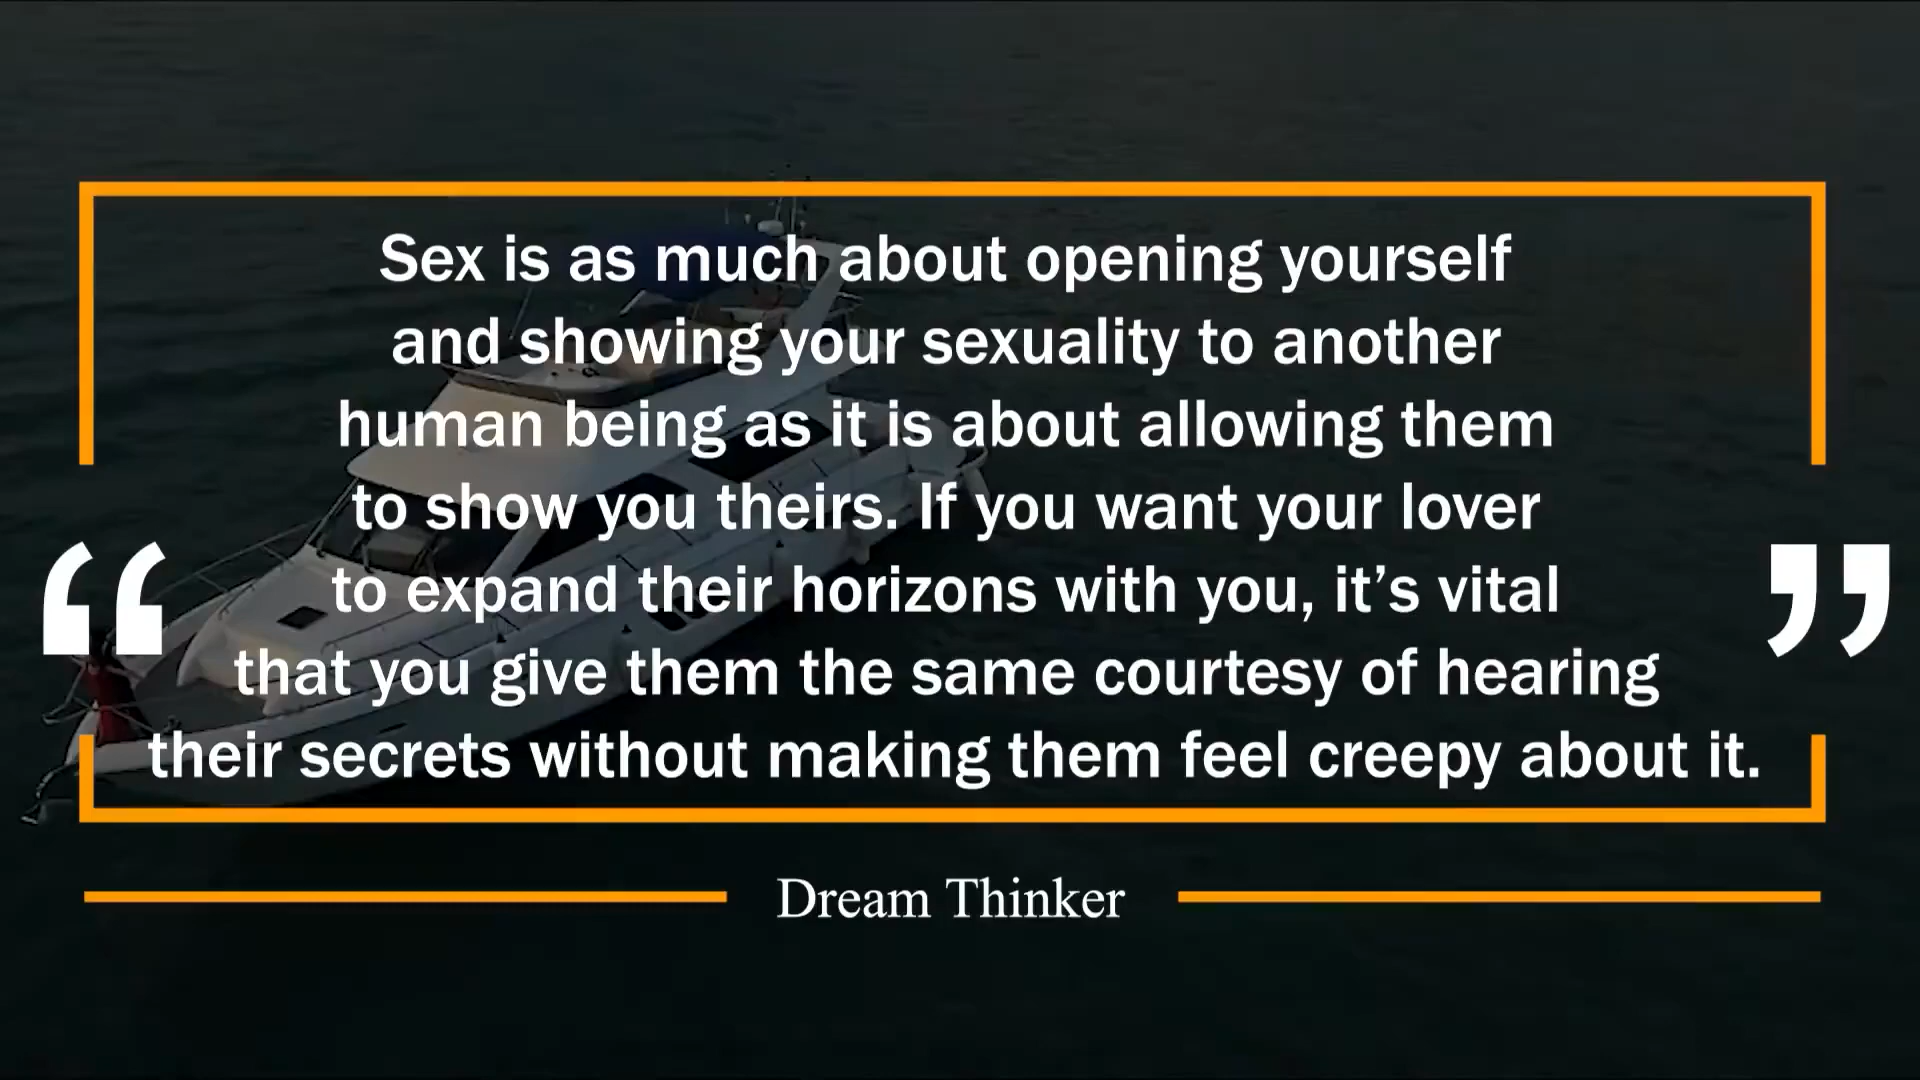 Sex is as much about opening yourself
and showing your sexuality to another
human being as it is about allowing them
to show you theirs. If you want your lover
to expand their horizons with you, it’s vital
“ ”
that you give them the same courtesy of hearing
their secrets without making them feel creepy about it.
Dream Thinker